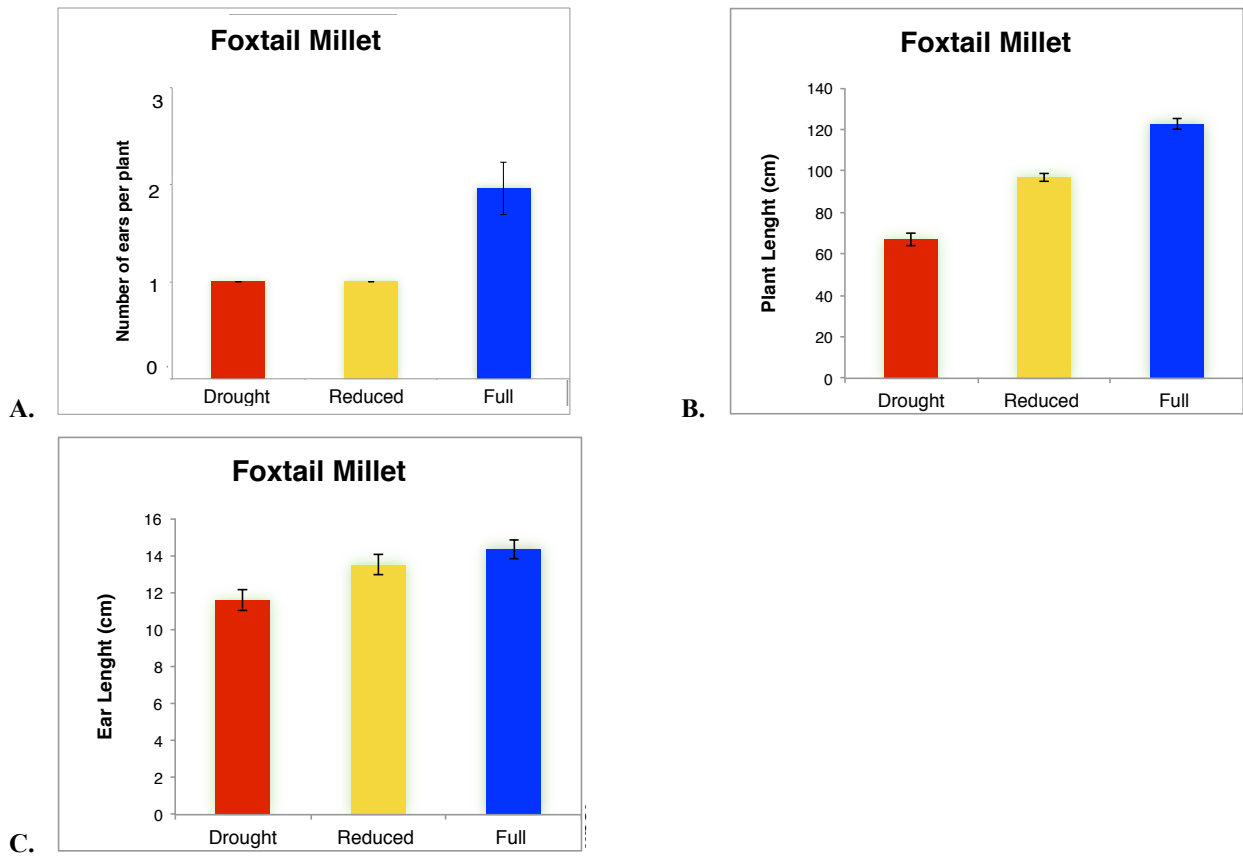 Foxtail Millet
Number of ears per plant
3
2
1
0
Drought Reduced Full
A.
Foxtail Millet
Plant Lenght (cm)
140
120
100
80
60
40
20
0
Drought Reduced Full
B.
Foxtail Millet
Ear Lenght (cm)
16
14
12
10
8
6
4
2
0
Drought Reduced Full
C.